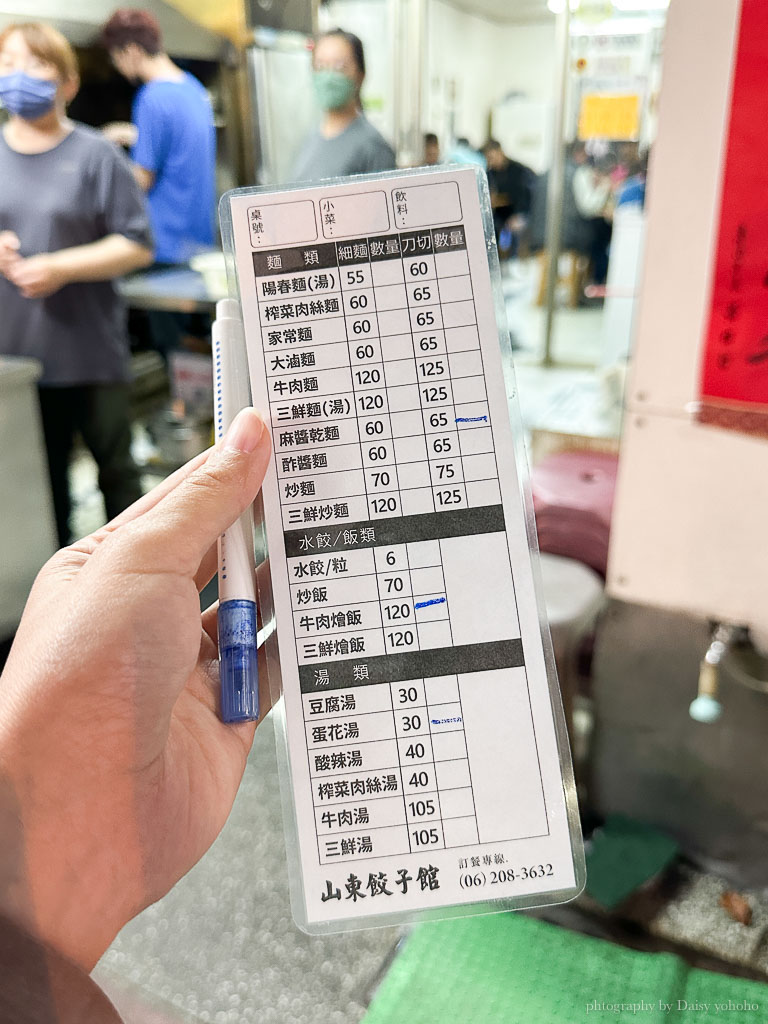 桌號：
小菜：
飲料：
麵 類 細麵 數量 刀切 數量
陽春麵(湯) 55 60
榨菜肉絲麵 60 65
家常麵 60 65
大滷麵 60 65
牛肉麵 120 125
三鮮麵(湯) 120 125
麻醬乾麵 60 65
酢醬麵 60 65
炒麵 70 75
三鮮炒麵 120 125
水餃/飯類
水餃/粒 6
炒飯 70
牛肉燴飯 120
三鮮燴飯 120
湯 類
豆腐湯 30
蛋花湯 30
酸辣湯 40
榨菜肉絲湯 40
牛肉湯 105
三鮮湯 105
山東餃子館
訂餐專線.
(06) 208-3632
phtography by Daisy yohoho